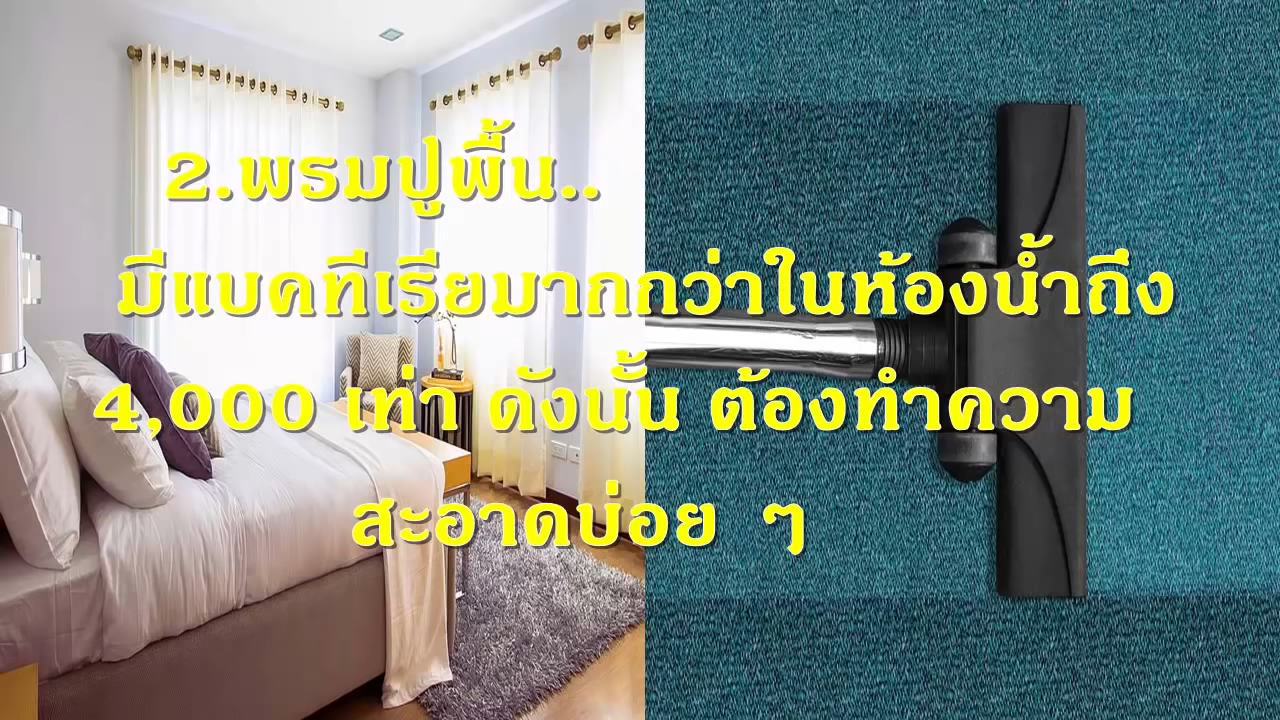 2.พรมปูพื้น..
มีแบคทีเรียมากกว่าในห้องน้ำถึง
4,000 เท่า ดังนั้น ต้องทำความ
สะอาดบ่อย ๆ